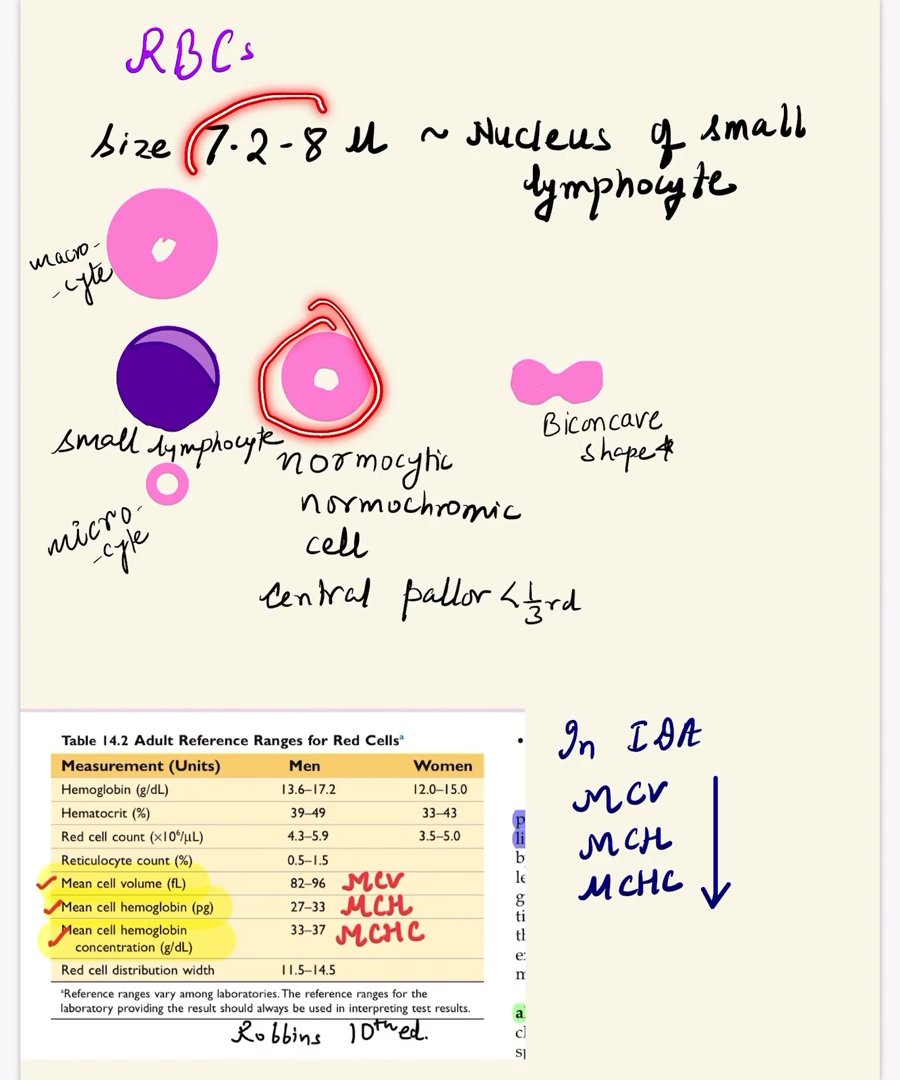 RBCs
Size 7.2-8 µ ~ Nucleus of small
lymphocyte
macro-
-cyte
small lymphocyte
micro-
-cyte
normocytic
normochromic
cell
central pallor < 1/3rd
Biconcave
shape*
Table 14.2 Adult Reference Ranges for Red Cellsᵃ
Measurement (Units) Men Women
Hemoglobin (g/dL) 13.6–17.2 12.0–15.0
Hematocrit (%) 39–49 33–43
Red cell count (×10⁶/µL) 4.3–5.9 3.5–5.0
Reticulocyte count (%) 0.5–1.5
Mean cell volume (fL) 82–96 MCV
Mean cell hemoglobin (pg) 27–33 MCH
Mean cell hemoglobin 33–37 MCHC
concentration (g/dL)
Red cell distribution width 11.5–14.5
ᵃReference ranges vary among laboratories. The reference ranges for the
laboratory providing the result should always be used in interpreting test results.
Robbins 10th ed.
In IDA
MCV
MCH
MCHC